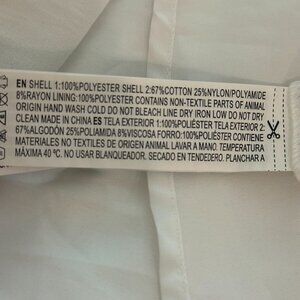 EN SHELL 1:100%POLYESTER SHELL 2:67%COTTON 25%NYLON/POLYAMIDE
8%RAYON LINING:100%POLYESTER CONTAINS NON-TEXTILE PARTS OF ANIMAL
ORIGIN HAND WASH COLD DO NOT BLEACH LINE DRY IRON LOW DO NOT DRY
CLEAN MADE IN CHINA ES TELA EXTERIOR 1:100%POLIÉSTER TELA EXTERIOR 2:
67%ALGODÓN 25%POLIAMIDA 8%VISCOSA FORRO:100%POLIÉSTER CONTIENE
MATERIALES NO TEXTILES DE ORIGEN ANIMAL LAVAR A MANO. TEMPERATURA
MÁXIMA 40 ºC. NO USAR BLANQUEADOR. SECADO EN TENDEDERO. PLANCHAR A